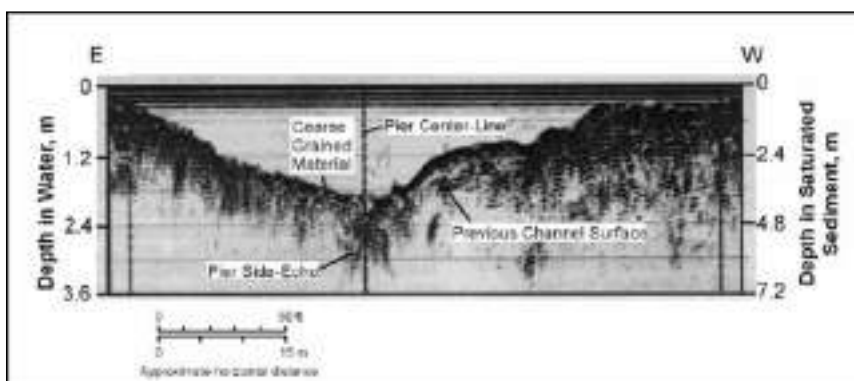 E
W
0
0
Coarse
Grained
Material
Pier Center-Line
1.2
2.4
2.4
4.8
Previous Channel Surface
Pier Side-Echo
3.6
7.2
Depth in Water, m
Depth in Saturated
Sediment, m
0
0
15 m
Approximate horizontal distance